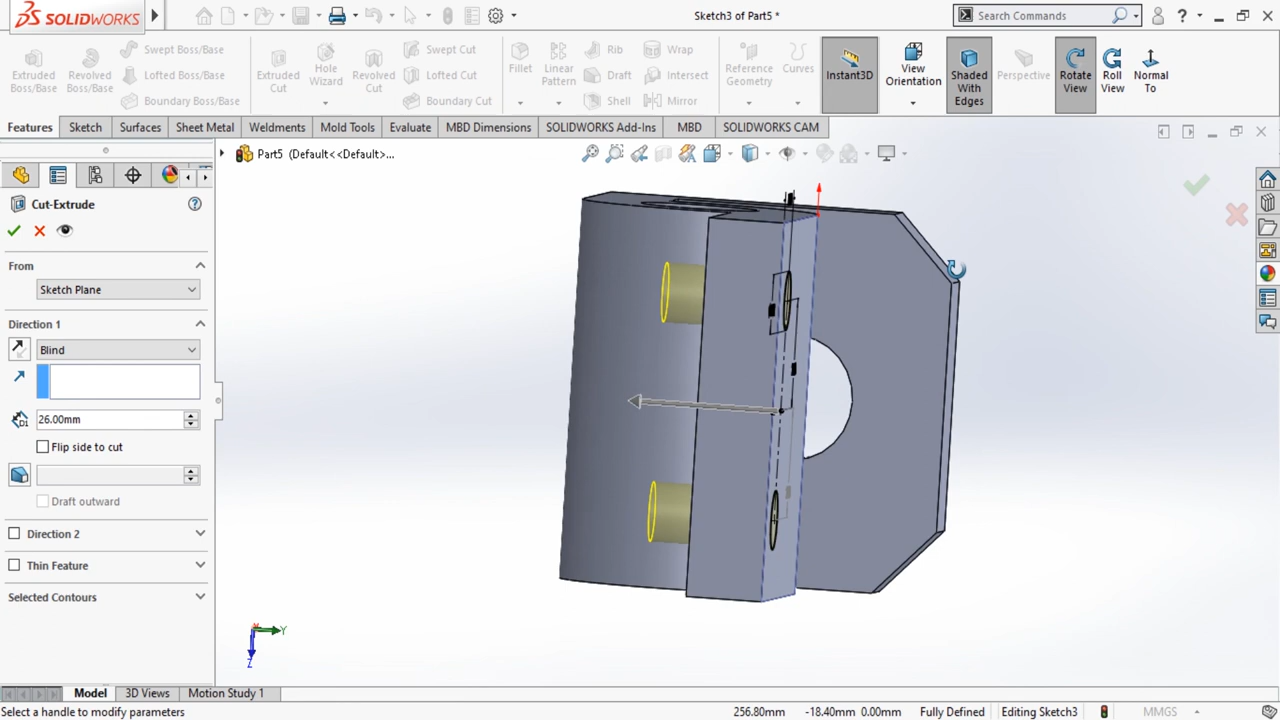 SOLIDWORKS
Sketch3 of Part5 *
Search Commands
?
Extruded Boss/Base
Revolved Boss/Base
Swept Boss/Base
Lofted Boss/Base
Boundary Boss/Base
Extruded Cut
Hole Wizard
Revolved Cut
Swept Cut
Lofted Cut
Boundary Cut
Fillet
Linear Pattern
Rib
Draft
Shell
Wrap
Intersect
Mirror
Reference Geometry
Curves
Instant3D
View Orientation
Shaded With Edges
Perspective
Rotate View
Roll View
Normal To
Features
Sketch
Surfaces
Sheet Metal
Weldments
Mold Tools
Evaluate
MBD Dimensions
SOLIDWORKS Add-Ins
MBD
SOLIDWORKS CAM
Part5 (Default<<Default>...
Cut-Extrude
?
From
Sketch Plane
Direction 1
Blind
D1
26.00mm
Flip side to cut
Draft outward
Direction 2
Thin Feature
Selected Contours
Y
Z
Model
3D Views
Motion Study 1
Select a handle to modify parameters
256.80mm
-18.40mm 0.00mm
Fully Defined
Editing Sketch3
MMGS